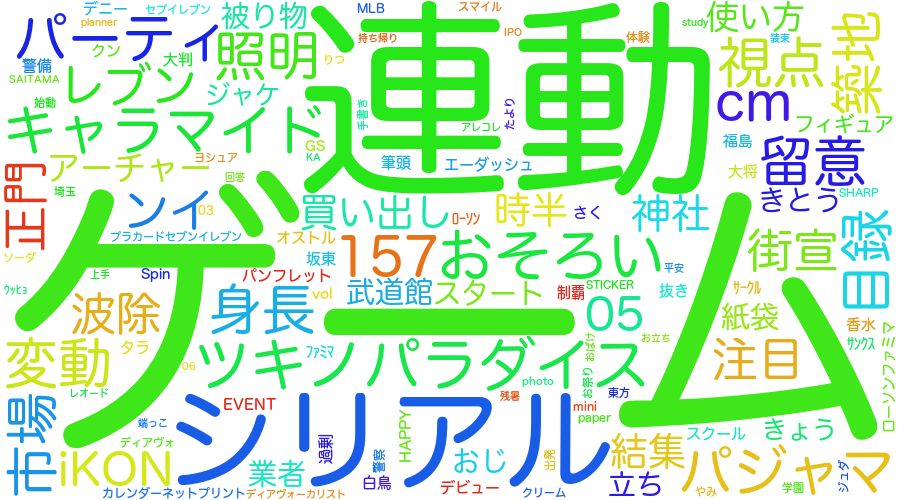 デニー
セブイレブン
planner
被り物
MLB
スマイル
使い方
パーティ
クン
大判
照明
持ち帰り
りつ
連動
IPO
体験
study
装束
視点
築地
警備
SAITAMA
レブン
ジャケ
始動
キャラマイド
手書き
アレコレ
たより
cm
フィギュア
GS
KA
アーチャー
ヨシュア
回答
筆頭
エーダッシュ
福島
大将
留意
きとう
SHARP
正門
埼玉
ソイ
03
買い出し
ローソン
時半
さく
神社
目録
プラカードセブンイレブン
オストル
157
おそろい
街宣
ソーダ
上手
Spin
坂東
パンフレット
平安
ウッヒョ
波除
身長
vol
武道館
スタート
制覇
STICKER
抜き
サークル
ゲーム
05
紙袋
香水
サンクス
ローソンファミマ
変動
タラ
ファミマ
ツキノパラダイス
おばけ
お立ち
注目
06
レオード
photo
お祭り
残暑
東方
市場
端っこ
シリアル
EVENT
mini
paper
HAPPY
過剰
スクール
きょう
ディアヴォ
iKON
業者
警察
白鳥
おじ
出発
結集
パジャマ
ジュダ
カレンダーネットプリント
ディアヴォーカリスト
デビュー
クリーム
立ち
やみ
学園